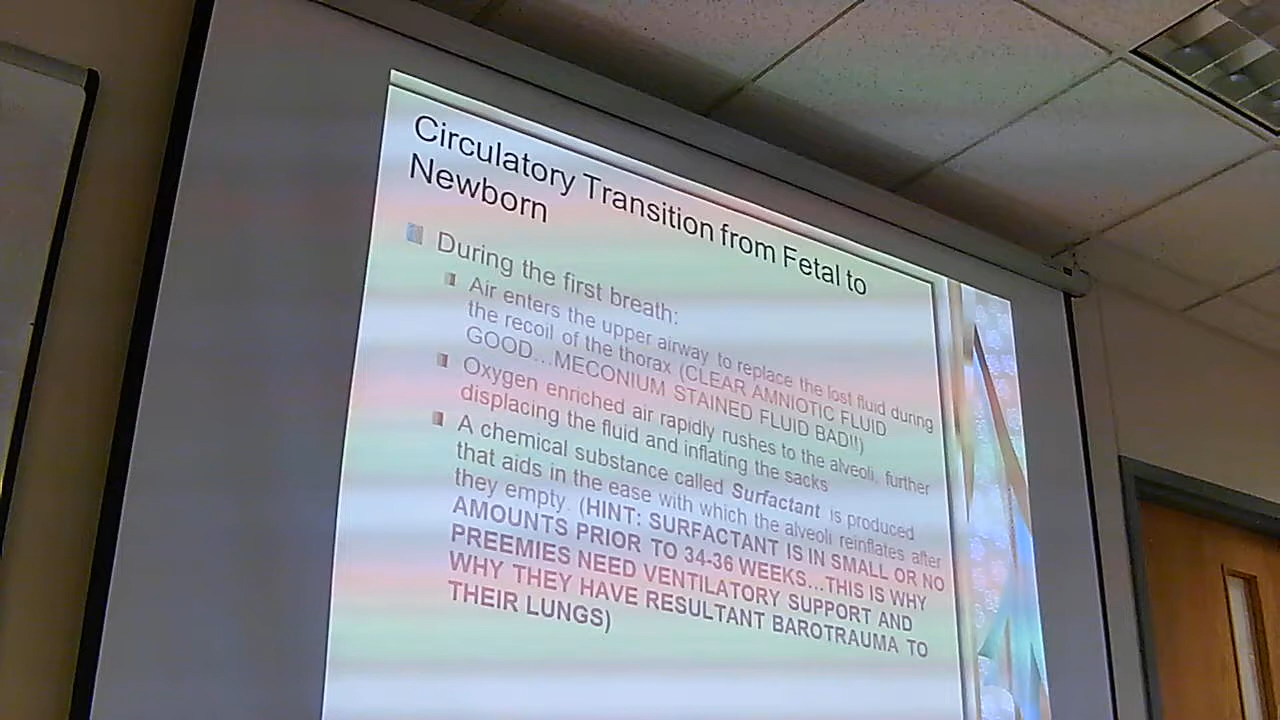 Circulatory Transition from Fetal to
Newborn
During the first breath:
Air enters the upper airway to replace the lost fluid during
the recoil of the thorax (CLEAR AMNIOTIC FLUID
GOOD...MECONIUM STAINED FLUID BAD!!)
Oxygen enriched air rapidly rushes to the alveoli, further
displacing the fluid and inflating the sacks
A chemical substance called Surfactant is produced
that aids in the ease with which the alveoli reinflates after
they empty. (HINT: SURFACTANT IS IN SMALL OR NO
AMOUNTS PRIOR TO 34-36 WEEKS...THIS IS WHY
PREEMIES NEED VENTILATORY SUPPORT AND
WHY THEY HAVE RESULTANT BAROTRAUMA TO
THEIR LUNGS)